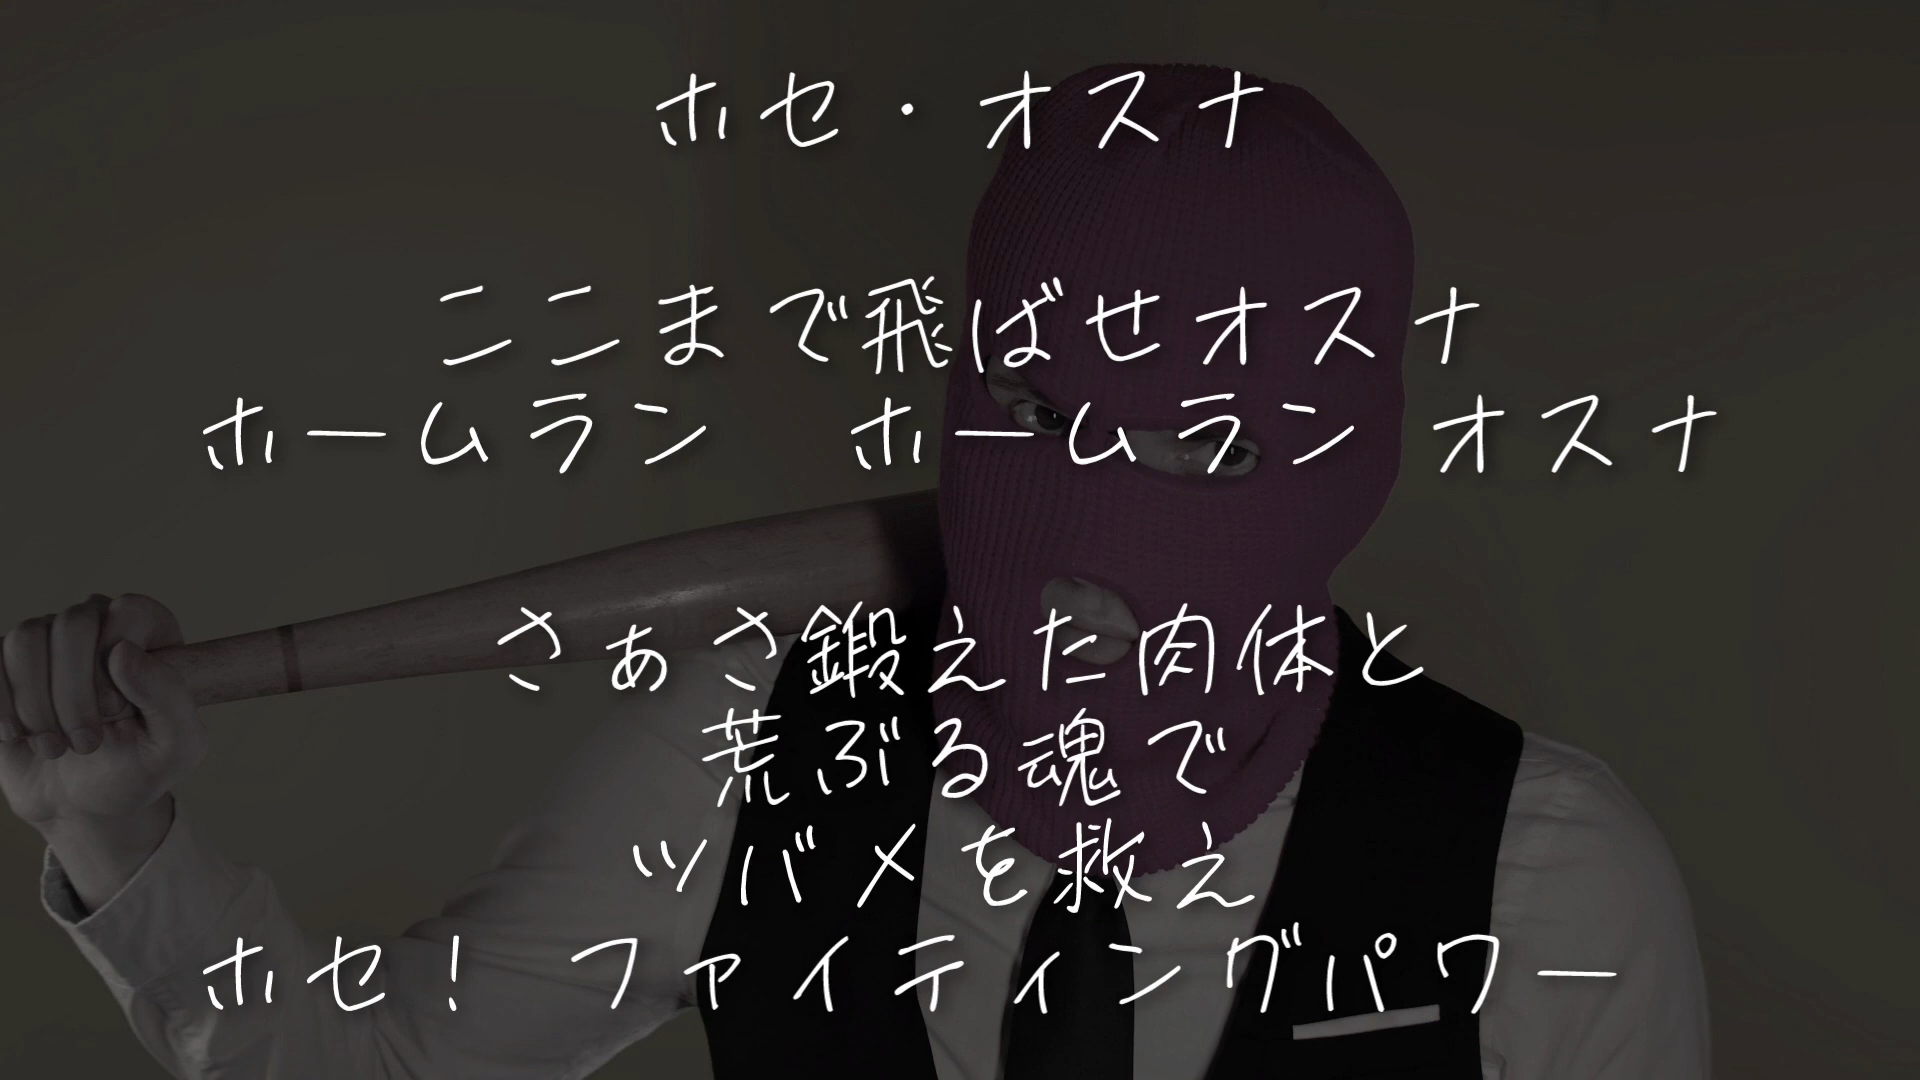 ホセ・オスナ
ここまで飛ばせオスナ
ホームラン　ホームラン オスナ
さぁさ鍛えた肉体と
荒ぶる魂で
ツバメを救え
ホセ! ファイティングパワー